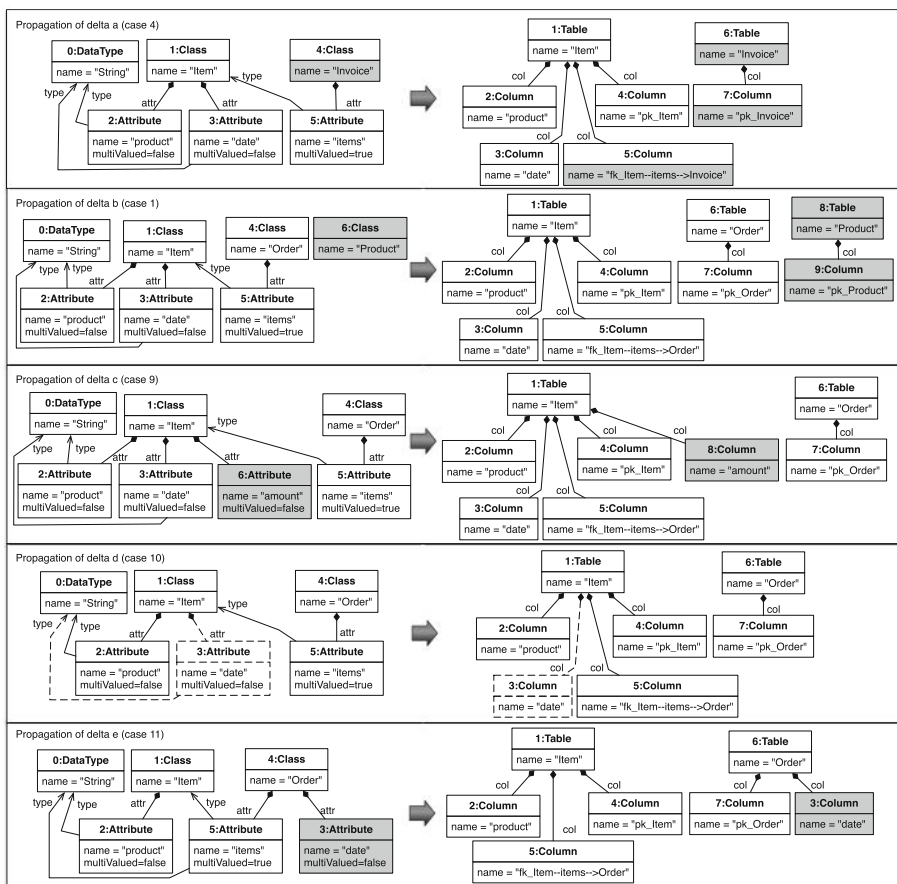 Propagation of delta a (case 4)
0:DataType
name = "String"
1:Class
name = "Item"
4:Class
name = "Invoice"
type
type
type
attr
attr
attr
2:Attribute
name = "product"
multiValued=false
3:Attribute
name = "date"
multiValued=false
5:Attribute
name = "items"
multiValued=true
1:Table
name = "Item"
6:Table
name = "Invoice"
col
col
col
col
col
2:Column
name = "product"
4:Column
name = "pk_Item"
7:Column
name = "pk_Invoice"
3:Column
name = "date"
5:Column
name = "fk_Item--items-->Invoice"
Propagation of delta b (case 1)
0:DataType
name = "String"
1:Class
name = "Item"
4:Class
name = "Order"
6:Class
name = "Product"
type
type
type
attr
attr
attr
2:Attribute
name = "product"
multiValued=false
3:Attribute
name = "date"
multiValued=false
5:Attribute
name = "items"
multiValued=true
1:Table
name = "Item"
6:Table
name = "Order"
8:Table
name = "Product"
col
col
col
col
col
col
2:Column
name = "product"
4:Column
name = "pk_Item"
7:Column
name = "pk_Order"
9:Column
name = "pk_Product"
3:Column
name = "date"
5:Column
name = "fk_Item--items-->Order"
Propagation of delta c (case 9)
0:DataType
name = "String"
1:Class
name = "Item"
4:Class
name = "Order"
type
type
type
attr
attr
attr
attr
2:Attribute
name = "product"
multiValued=false
3:Attribute
name = "date"
multiValued=false
6:Attribute
name = "amount"
multiValued=false
5:Attribute
name = "items"
multiValued=true
1:Table
name = "Item"
6:Table
name = "Order"
col
col
col
col
col
col
2:Column
name = "product"
4:Column
name = "pk_Item"
8:Column
name = "amount"
7:Column
name = "pk_Order"
3:Column
name = "date"
5:Column
name = "fk_Item--items-->Order"
Propagation of delta d (case 10)
0:DataType
name = "String"
1:Class
name = "Item"
4:Class
name = "Order"
type
type
type
attr
attr
attr
2:Attribute
name = "product"
multiValued=false
3:Attribute
name = "date"
multiValued=false
5:Attribute
name = "items"
multiValued=true
1:Table
name = "Item"
6:Table
name = "Order"
col
col
col
col
col
2:Column
name = "product"
4:Column
name = "pk_Item"
7:Column
name = "pk_Order"
3:Column
name = "date"
5:Column
name = "fk_Item--items-->Order"
Propagation of delta e (case 11)
0:DataType
name = "String"
1:Class
name = "Item"
4:Class
name = "Order"
type
type
type
attr
attr
attr
2:Attribute
name = "product"
multiValued=false
5:Attribute
name = "items"
multiValued=true
3:Attribute
name = "date"
multiValued=false
1:Table
name = "Item"
6:Table
name = "Order"
col
col
col
col
col
2:Column
name = "product"
4:Column
name = "pk_Item"
7:Column
name = "pk_Order"
3:Column
name = "date"
5:Column
name = "fk_Item--items-->Order"